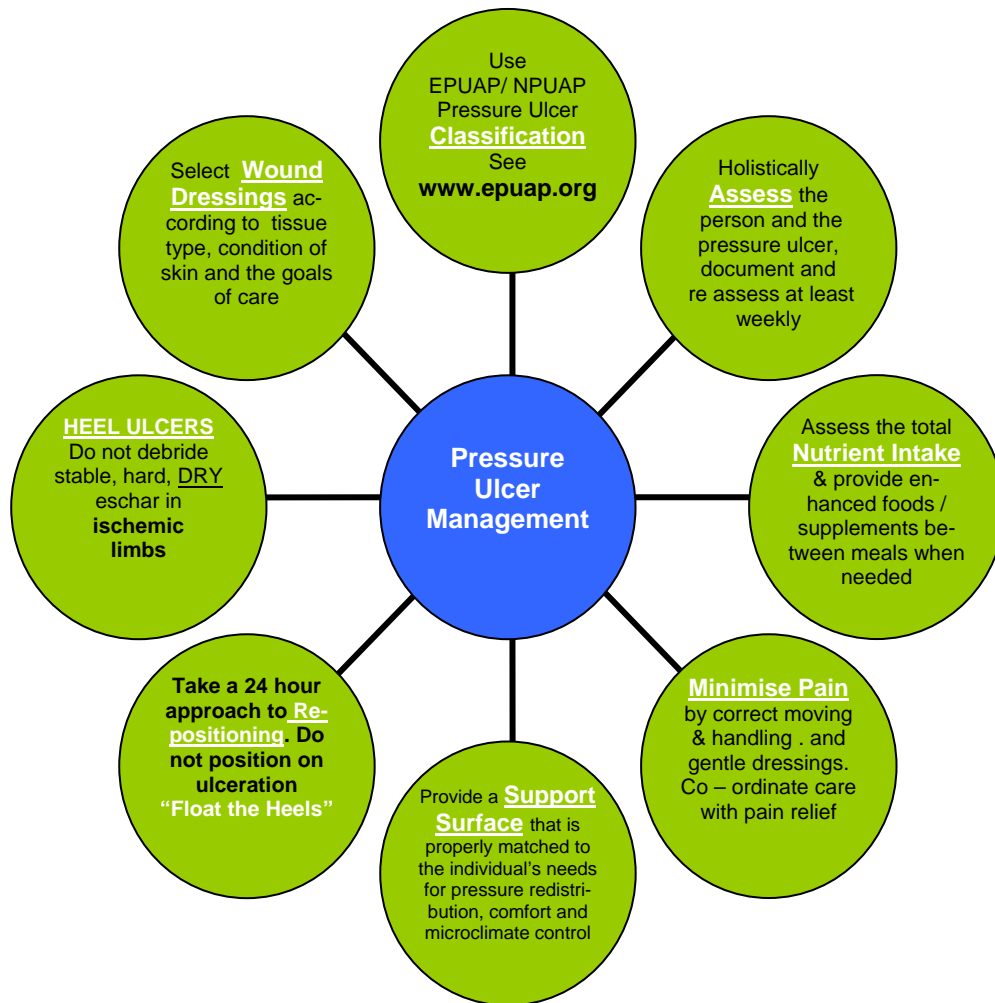 Use
EPUAP/ NPUAP
Pressure Ulcer
Classification
See
www.epuap.org
Holistically
Assess the
person and the
pressure ulcer,
document and
re assess at least
weekly
Assess the total
Nutrient Intake
& provide en-
hanced foods /
supplements be-
tween meals when
needed
Minimise Pain
by correct moving
& handling . and
gentle dressings.
Co – ordinate care
with pain relief
Provide a Support
Surface that is
properly matched to
the individual’s needs
for pressure redistri-
bution, comfort and
microclimate control
Take a 24 hour
approach to Re-
positioning. Do
not position on
ulceration
“Float the Heels”
HEEL ULCERS
Do not debride
stable, hard, DRY
eschar in
ischemic
limbs
Select Wound
Dressings ac-
cording to tissue
type, condition of
skin and the goals
of care
Pressure
Ulcer
Management